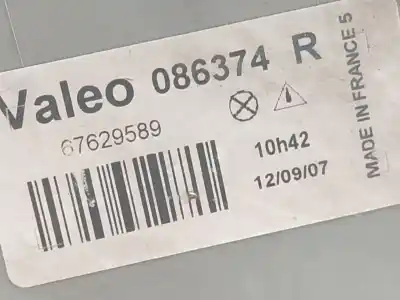 Valeo 086374 R
67629589
10h42
12/09/07
MADE IN FRANCE 5